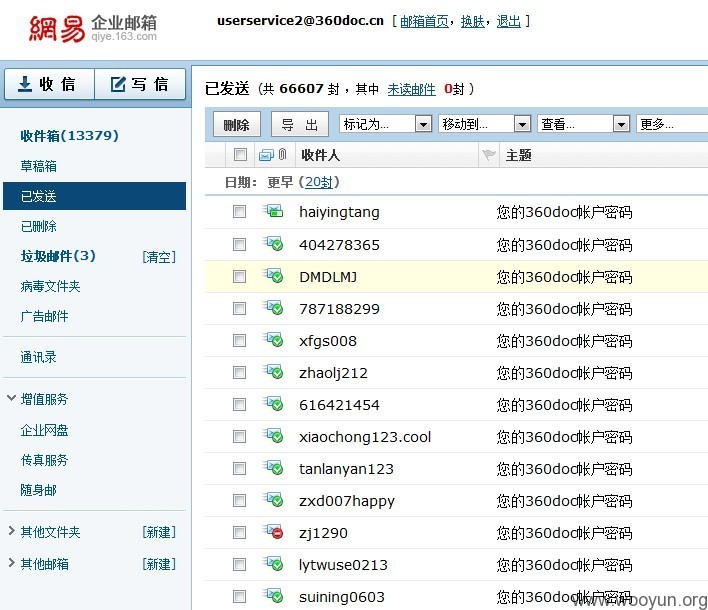 網易 企业邮箱
qiye.163.com
userservice2@360doc.cn [ 邮箱首页, 换肤, 退出 ]
收 信
写 信
收件箱(13379)
草稿箱
已发送
已删除
垃圾邮件(3) [清空]
病毒文件夹
广告邮件
通讯录
增值服务
企业网盘
传真服务
随身邮
其他文件夹 [新建]
其他邮箱 [新建]
已发送 (共 66607 封，其中 未读邮件 0封 )
删除 导 出 标记为... 移动到... 查看... 更多...
收件人 主题
日期： 更早 (20封)
haiyingtang 您的360doc帐户密码
404278365 您的360doc帐户密码
DMDLMJ 您的360doc帐户密码
787188299 您的360doc帐户密码
xfgs008 您的360doc帐户密码
zhaolj212 您的360doc帐户密码
616421454 您的360doc帐户密码
xiaochong123.cool 您的360doc帐户密码
tanlanyan123 您的360doc帐户密码
zxd007happy 您的360doc帐户密码
zj1290 您的360doc帐户密码
lytwuse0213 您的360doc帐户密码
suining0603 您的360doc帐户密码
www.wooyun.org